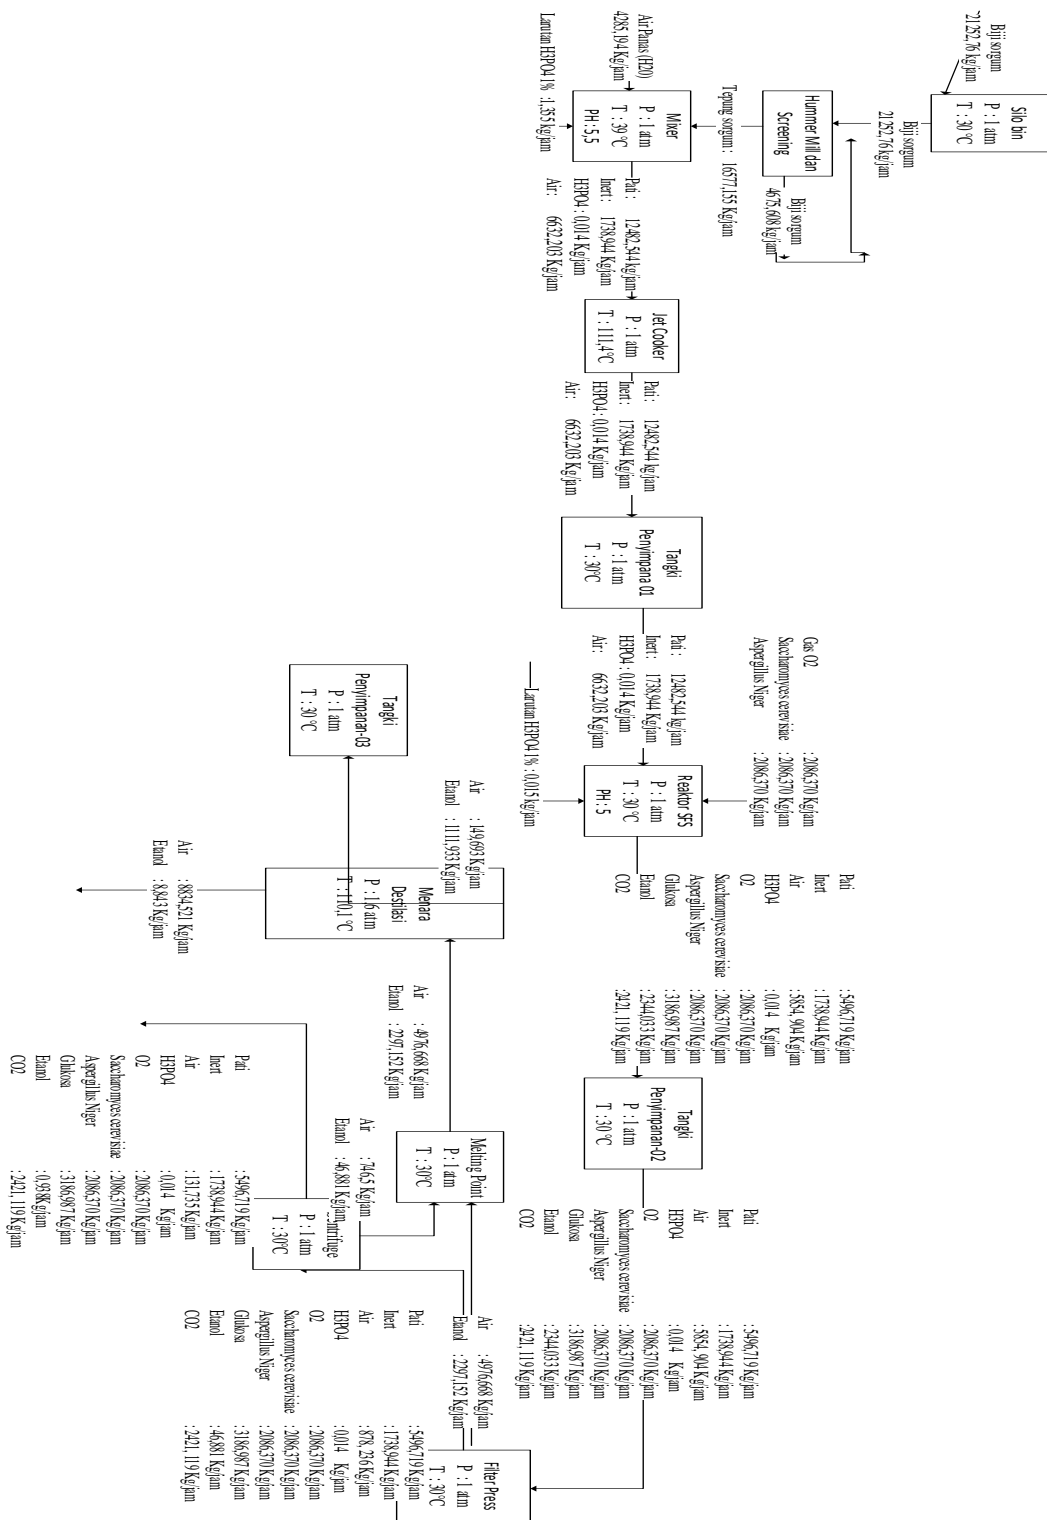 Biji sorgum
21252,76 kg/jam
Silo bin
P : 1 atm
T : 30 °C
Biji sorgum
21252,76 kg/jam
Hummer Mill dan
Screening
Biji sorgum
4675,608 kg/jam
Tepung sorgum : 16577,155 Kg/jam
Air Panas (H20)
4285,194 Kg/jam
Larutan H3PO4 1% : 1,355 kg/jam
Mixer
P : 1 atm
T : 39 °C
PH : 5,5
Pati : 12482,544 kg/jam
Inert : 1738,944 Kg/jam
H3PO4 : 0,014 Kg/jam
Air : 6632,203 Kg/jam
Jet Cooker
P : 1 atm
T : 111,4°C
Pati : 12482,544 kg/jam
Inert : 1738,944 Kg/jam
H3PO4 : 0,014 Kg/jam
Air : 6632,203 Kg/jam
Tangki
Penyimpana 01
P : 1 atm
T : 30°C
Pati : 12482,544 kg/jam
Inert : 1738,944 Kg/jam
H3PO4 : 0,014 Kg/jam
Air : 6632,203 Kg/jam
Gas O2 : 2086,370 Kg/jam
Saccharomyces cerevisiae : 2086,370 Kg/jam
Aspergillus Niger : 2086,370 Kg/jam
Larutan H3PO4 1% : 0,015 kg/jam
Reaktor SFS
P : 1 atm
T : 30 °C
PH : 5
Pati :5496,719 Kg/jam
Inert :1738,944 Kg/jam
Air :5854, 904 Kg/jam
H3PO4 :0,014 Kg/jam
O2 :2086,370 Kg/jam
Saccharomyces cerevisiae :2086,370 Kg/jam
Aspergillus Niger :2086,370 Kg/jam
Glukosa :3186,987 Kg/jam
Etanol :2344,033 Kg/jam
CO2 :2421, 119 Kg/jam
Tangki
Penyimpanan-02
P : 1 atm
T : 30 °C
Pati :5496,719 Kg/jam
Inert :1738,944 Kg/jam
Air :5854, 904 Kg/jam
H3PO4 :0,014 Kg/jam
O2 :2086,370 Kg/jam
Saccharomyces cerevisiae :2086,370 Kg/jam
Aspergillus Niger :2086,370 Kg/jam
Glukosa :3186,987 Kg/jam
Etanol :2344,033 Kg/jam
CO2 :2421, 119 Kg/jam
Filter Press
P : 1 atm
T : 30°C
Air : 4976,668 Kg/jam
Etanol : 2297,152 Kg/jam
Pati :5496,719 Kg/jam
Inert :1738,944 Kg/jam
Air :878, 236 Kg/jam
H3PO4 :0,014 Kg/jam
O2 :2086,370 Kg/jam
Saccharomyces cerevisiae :2086,370 Kg/jam
Aspergillus Niger :2086,370 Kg/jam
Glukosa :3186,987 Kg/jam
Etanol :46,881 Kg/jam
CO2 :2421, 119 Kg/jam
ntrifuge
P : 1 atm
T : 30°C
Air : 746,5 Kg/jam
Etanol : 46,881 Kg/jam
Pati :5496,719 Kg/jam
Inert :1738,944 Kg/jam
Air :131,735 Kg/jam
H3PO4 :0,014 Kg/jam
O2 :2086,370 Kg/jam
Saccharomyces cerevisiae :2086,370 Kg/jam
Aspergillus Niger :2086,370 Kg/jam
Glukosa :3186,987 Kg/jam
Etanol :0,938Kg/jam
CO2 :2421, 119 Kg/jam
Melting Point
P : 1 atm
T : 30°C
Air : 4976,668 Kg/jam
Etanol : 2297,152 Kg/jam
Menara
Destilasi
P : 1.6 atm
T : 110,1 °C
Air : 149,693 Kg/jam
Etanol : 1111,933 Kg/jam
Air : 8834,521 Kg/jam
Etanol : 8,843 Kg/jam
Tangki
Penyimpanan-03
P : 1 atm
T : 30 °C